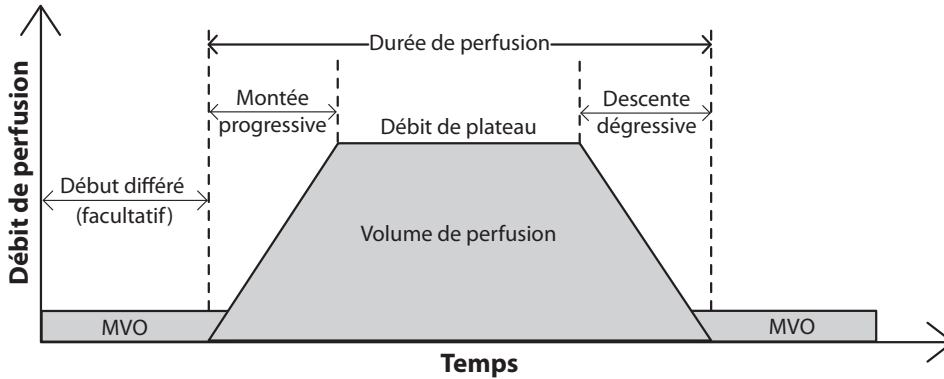 Débit de perfusion
Durée de perfusion
Montée
progressive
Descente
dégressive
Débit de plateau
Début différé
(facultatif)
Volume de perfusion
MVO
MVO
Temps